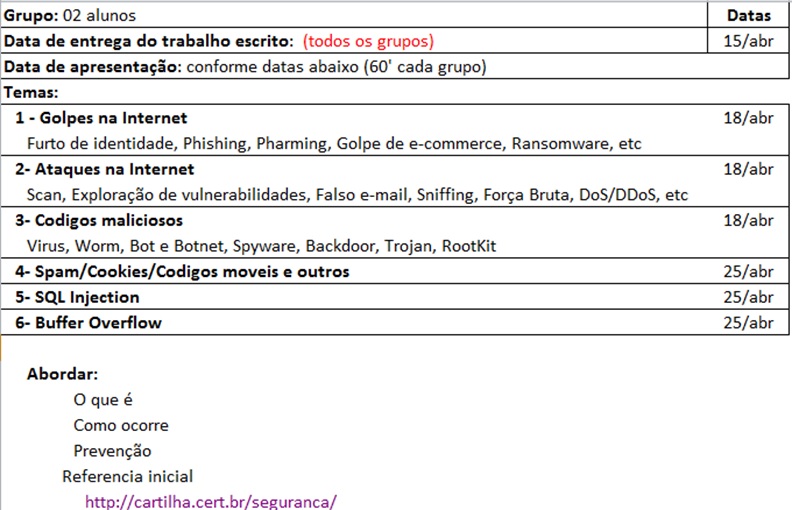 Grupo: 02 alunos Datas
Data de entrega do trabalho escrito: (todos os grupos) 15/abr
Data de apresentação: conforme datas abaixo (60' cada grupo)
Temas:
1 - Golpes na Internet 18/abr
Furto de identidade, Phishing, Pharming, Golpe de e-commerce, Ransomware, etc
2- Ataques na Internet 18/abr
Scan, Exploração de vulnerabilidades, Falso e-mail, Sniffing, Força Bruta, DoS/DDoS, etc
3- Codigos maliciosos 18/abr
Virus, Worm, Bot e Botnet, Spyware, Backdoor, Trojan, RootKit
4- Spam/Cookies/Codigos moveis e outros 25/abr
5- SQL Injection 25/abr
6- Buffer Overflow 25/abr
Abordar:
O que é
Como ocorre
Prevenção
Referencia inicial
http://cartilha.cert.br/seguranca/